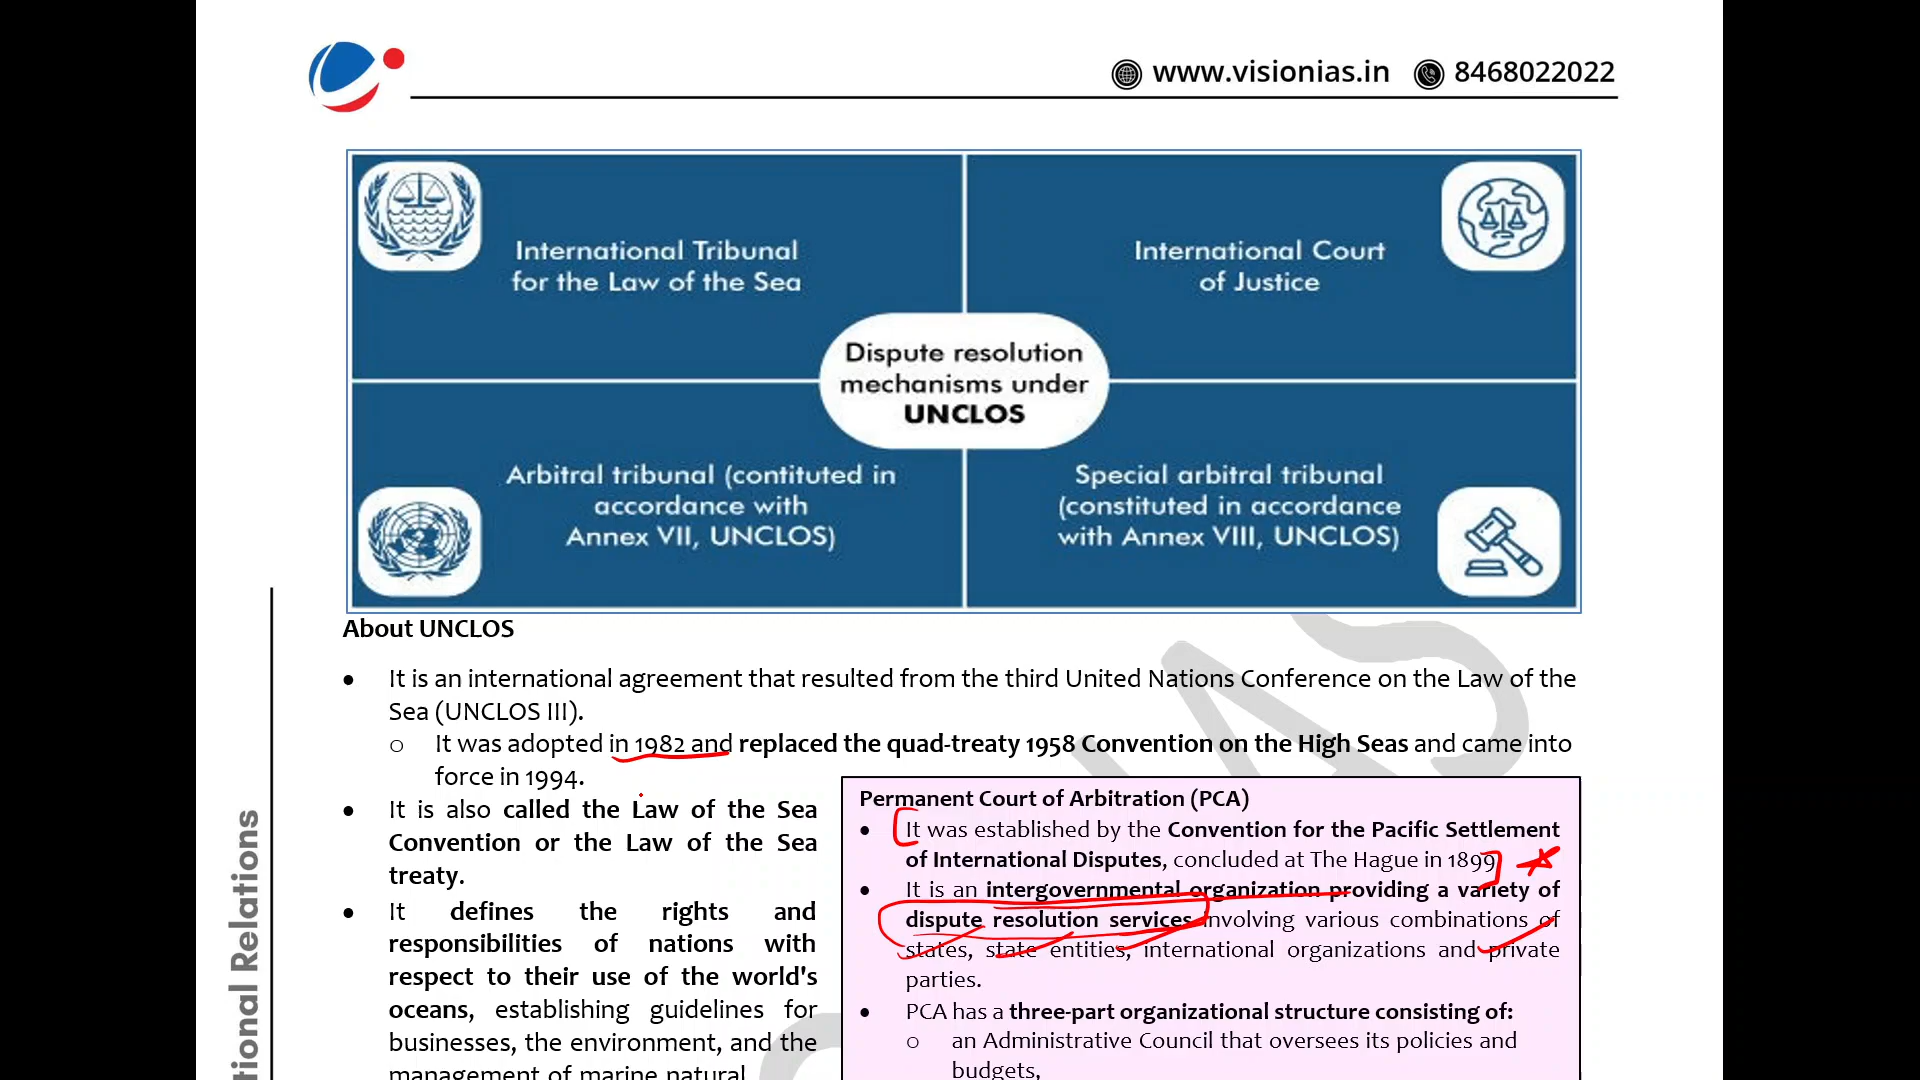 www.visionias.in 8468022022
International Tribunal
for the Law of the Sea
International Court
of Justice
Dispute resolution
mechanisms under
UNCLOS
Arbitral tribunal (contituted in
accordance with
Annex VII, UNCLOS)
Special arbitral tribunal
(constituted in accordance
with Annex VIII, UNCLOS)
About UNCLOS
• It is an international agreement that resulted from the third United Nations Conference on the Law of the
Sea (UNCLOS III).
o It was adopted in 1982 and replaced the quad-treaty 1958 Convention on the High Seas and came into
force in 1994.
• It is also called the Law of the Sea
Convention or the Law of the Sea
treaty.
• It defines the rights and
responsibilities of nations with
respect to their use of the world's
oceans, establishing guidelines for
businesses, the environment, and the
management of marine natural
Permanent Court of Arbitration (PCA)
• It was established by the Convention for the Pacific Settlement
of International Disputes, concluded at The Hague in 1899
• It is an intergovernmental organization providing a variety of
dispute resolution services involving various combinations of
states, state entities, international organizations and private
parties.
• PCA has a three-part organizational structure consisting of:
o an Administrative Council that oversees its policies and
budgets,
tional Relations